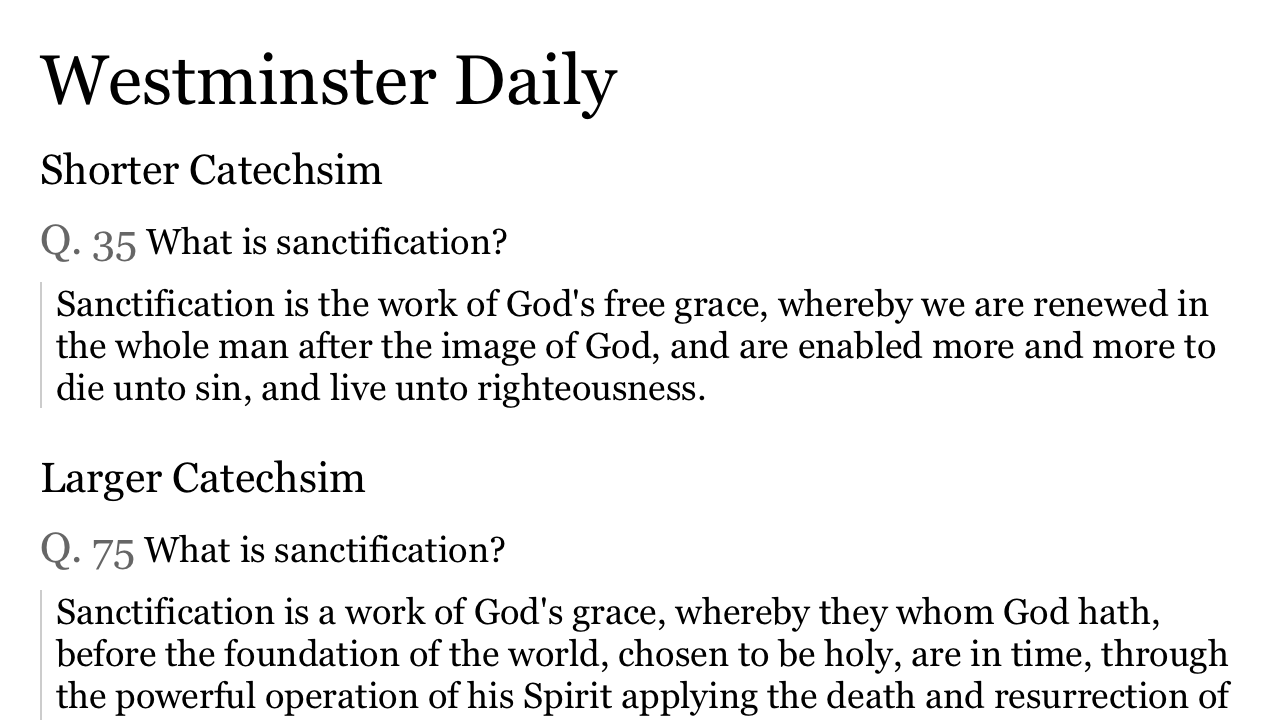 Westminster Daily
Shorter Catechsim
Q. 35 What is sanctification?
Sanctification is the work of God's free grace, whereby we are renewed in
the whole man after the image of God, and are enabled more and more to
die unto sin, and live unto righteousness.
Larger Catechsim
Q. 75 What is sanctification?
Sanctification is a work of God's grace, whereby they whom God hath,
before the foundation of the world, chosen to be holy, are in time, through
the powerful operation of his Spirit applying the death and resurrection of